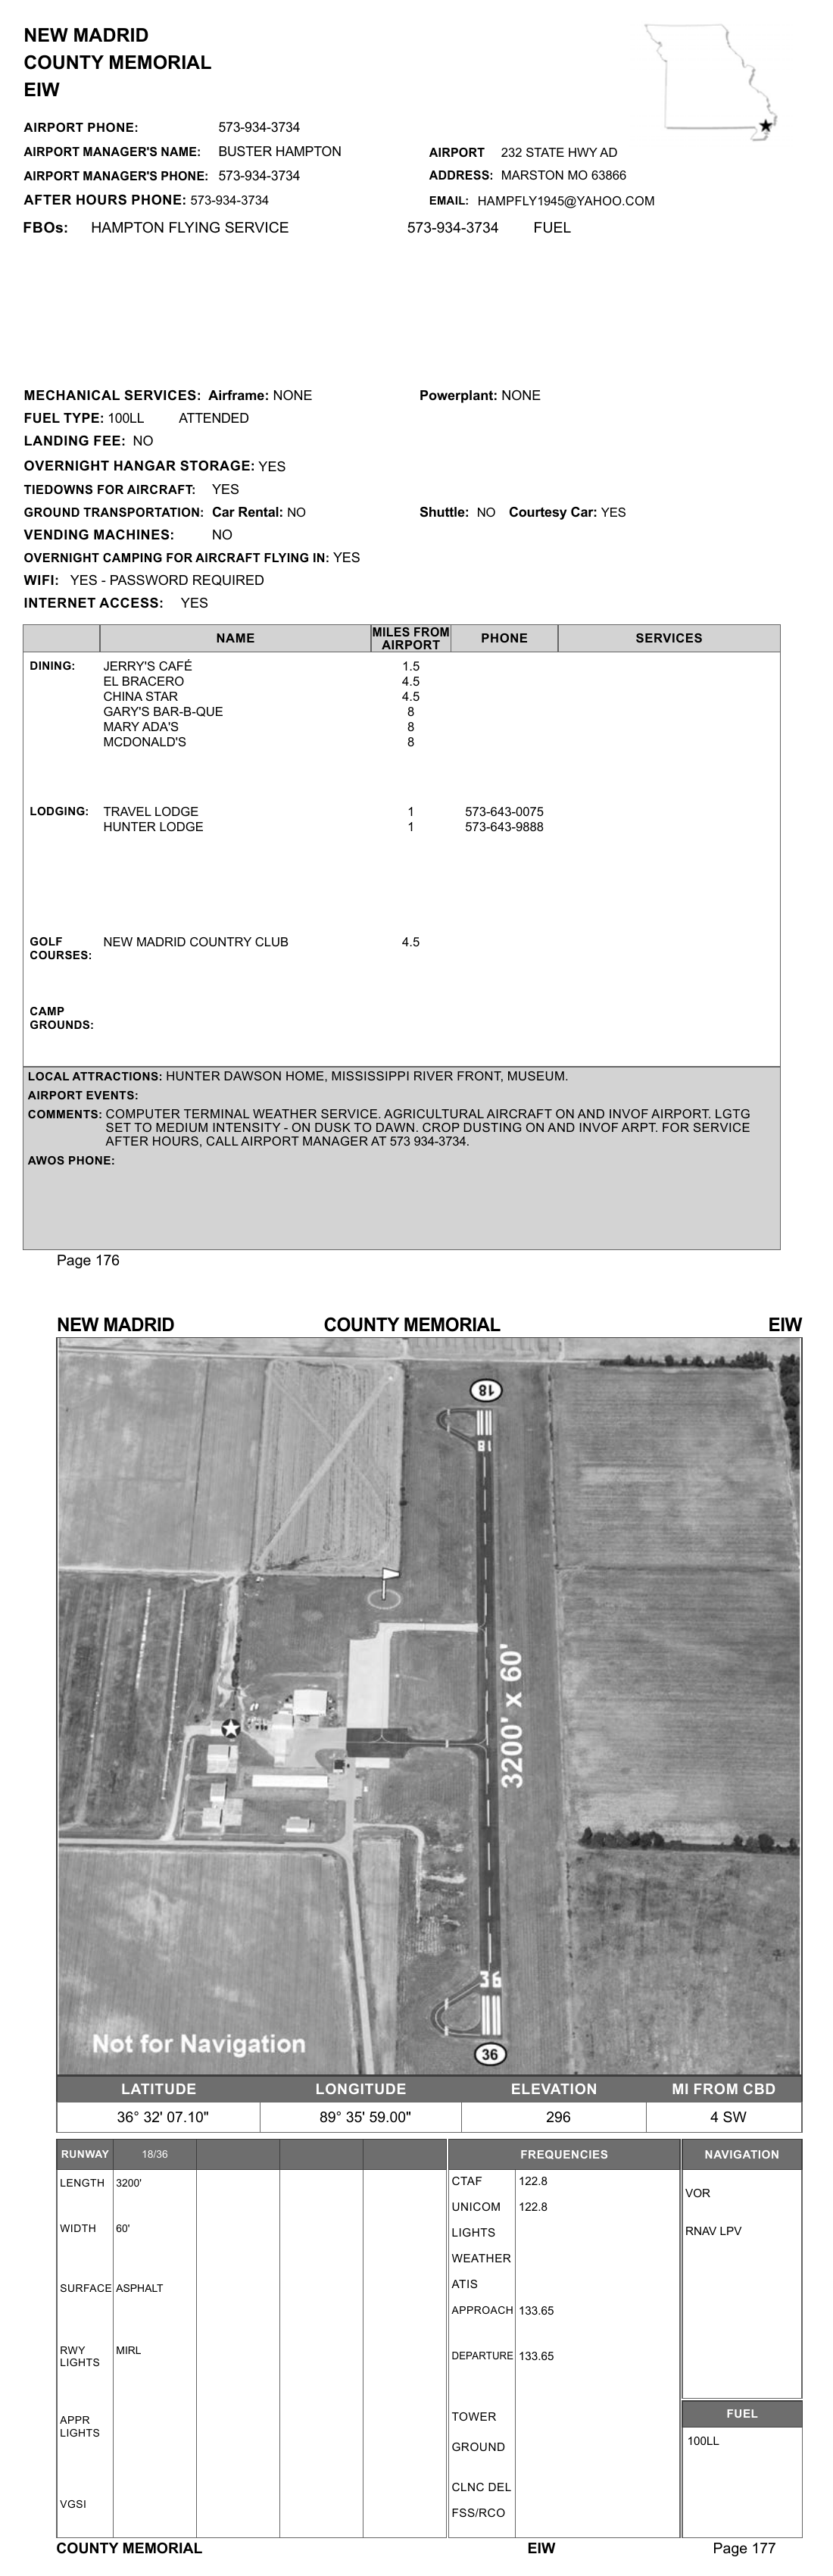 NEW MADRID
COUNTY MEMORIAL
EIW
AIRPORT PHONE: 573-934-3734
AIRPORT MANAGER'S NAME: BUSTER HAMPTON AIRPORT 232 STATE HWY AD
AIRPORT MANAGER'S PHONE: 573-934-3734 ADDRESS: MARSTON MO 63866
AFTER HOURS PHONE: 573-934-3734 EMAIL: HAMPFLY1945@YAHOO.COM
FBOs: HAMPTON FLYING SERVICE 573-934-3734 FUEL
MECHANICAL SERVICES: Airframe: NONE Powerplant: NONE
FUEL TYPE: 100LL ATTENDED
LANDING FEE: NO
OVERNIGHT HANGAR STORAGE: YES
TIEDOWNS FOR AIRCRAFT: YES
GROUND TRANSPORTATION: Car Rental: NO Shuttle: NO Courtesy Car: YES
VENDING MACHINES: NO
OVERNIGHT CAMPING FOR AIRCRAFT FLYING IN: YES
WIFI: YES - PASSWORD REQUIRED
INTERNET ACCESS: YES
NAME MILES FROM AIRPORT PHONE SERVICES
DINING: JERRY'S CAFÉ 1.5
EL BRACERO 4.5
CHINA STAR 4.5
GARY'S BAR-B-QUE 8
MARY ADA'S 8
MCDONALD'S 8
LODGING: TRAVEL LODGE 1 573-643-0075
HUNTER LODGE 1 573-643-9888
GOLF COURSES: NEW MADRID COUNTRY CLUB 4.5
CAMP
GROUNDS:
LOCAL ATTRACTIONS: HUNTER DAWSON HOME, MISSISSIPPI RIVER FRONT, MUSEUM.
AIRPORT EVENTS:
COMMENTS: COMPUTER TERMINAL WEATHER SERVICE. AGRICULTURAL AIRCRAFT ON AND INVOF AIRPORT. LGTG
SET TO MEDIUM INTENSITY - ON DUSK TO DAWN. CROP DUSTING ON AND INVOF ARPT. FOR SERVICE
AFTER HOURS, CALL AIRPORT MANAGER AT 573 934-3734.
AWOS PHONE:
Page 176
NEW MADRID COUNTY MEMORIAL EIW
18
18
3200' x 60'
36
Not for Navigation
36
LATITUDE LONGITUDE ELEVATION MI FROM CBD
36° 32' 07.10" 89° 35' 59.00" 296 4 SW
RUNWAY 18/36 FREQUENCIES NAVIGATION
LENGTH 3200' CTAF 122.8
VOR
WIDTH 60' UNICOM 122.8
LIGHTS RNAV LPV
WEATHER
SURFACE ASPHALT ATIS
APPROACH 133.65
RWY LIGHTS MIRL DEPARTURE 133.65
APPR LIGHTS TOWER FUEL
GROUND 100LL
CLNC DEL
VGSI FSS/RCO
COUNTY MEMORIAL EIW Page 177